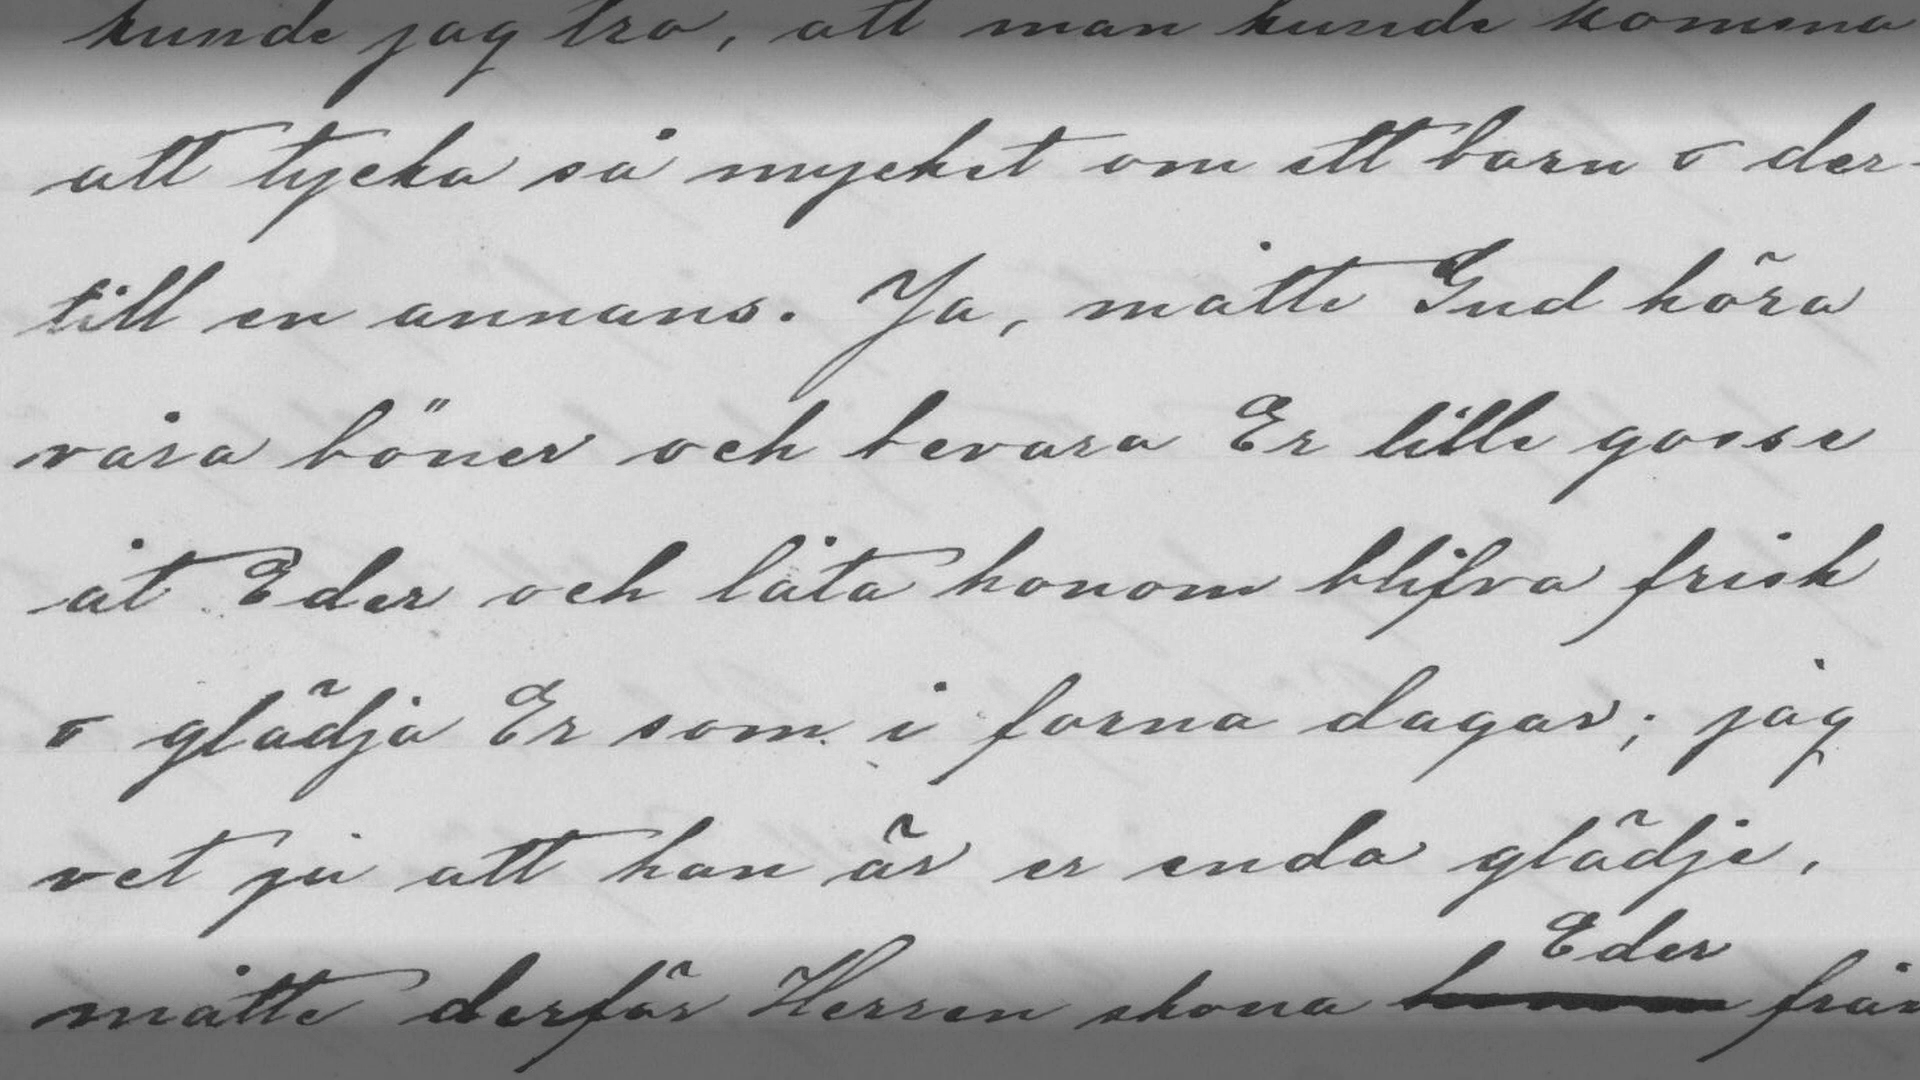 kunde jag tro, att man kunde komma
att tycka så mycket om ett barn o der-
till en annans. Ja, måtte Gud höra
våra böner och bevara Er lille gosse
åt Eder och låta honom blifva frisk
o glädja Er som i forna dagar; jag
vet ju att han är er enda glädje,
Eder
måtte derför Herren skona från